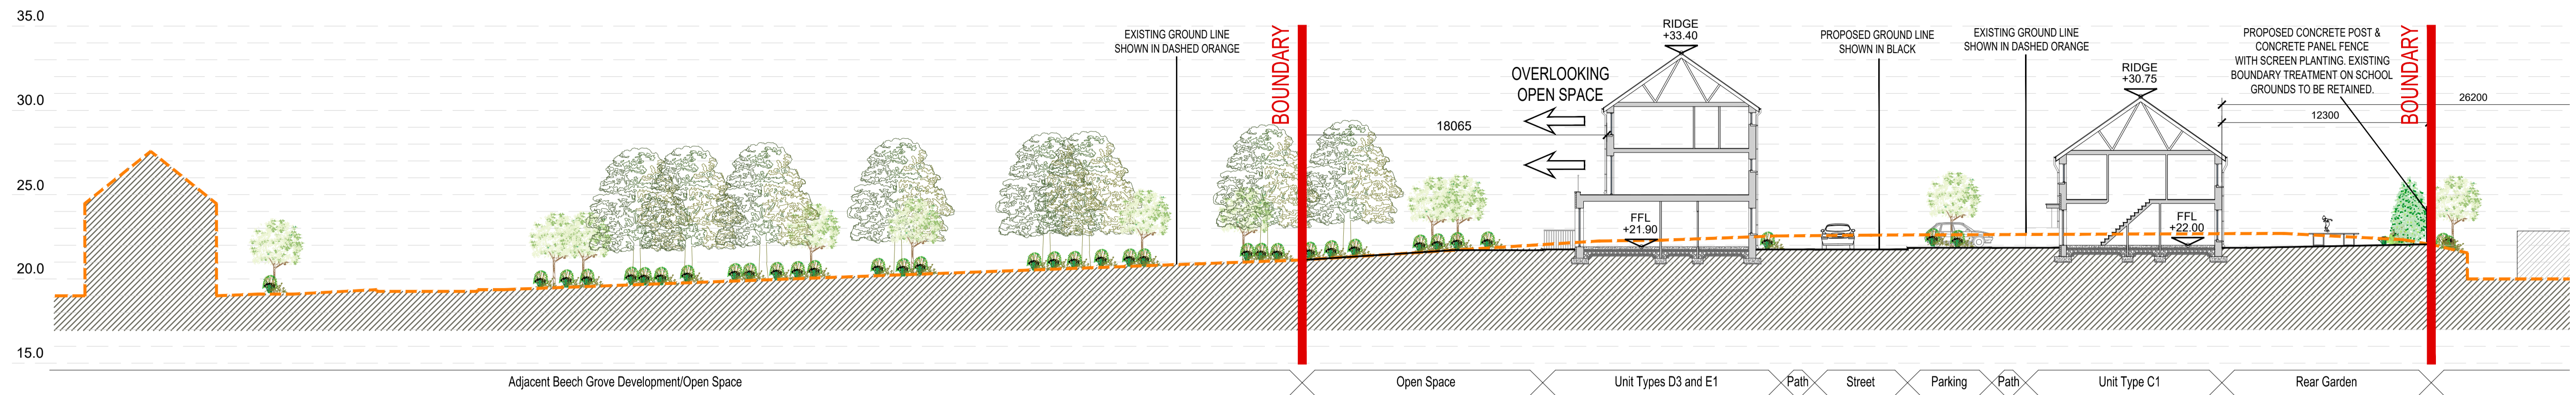 35.0
30.0
25.0
20.0
15.0
EXISTING GROUND LINE
SHOWN IN DASHED ORANGE
BOUNDARY
18065
OVERLOOKING
OPEN SPACE
RIDGE
+33.40
FFL
+21.90
PROPOSED GROUND LINE
SHOWN IN BLACK
EXISTING GROUND LINE
SHOWN IN DASHED ORANGE
RIDGE
+30.75
FFL
+22.00
PROPOSED CONCRETE POST &
CONCRETE PANEL FENCE
WITH SCREEN PLANTING. EXISTING
BOUNDARY TREATMENT ON SCHOOL
GROUNDS TO BE RETAINED.
BOUNDARY
26200
12300
Adjacent Beech Grove Development/Open Space
Open Space
Unit Types D3 and E1
Path
Street
Parking
Path
Unit Type C1
Rear Garden